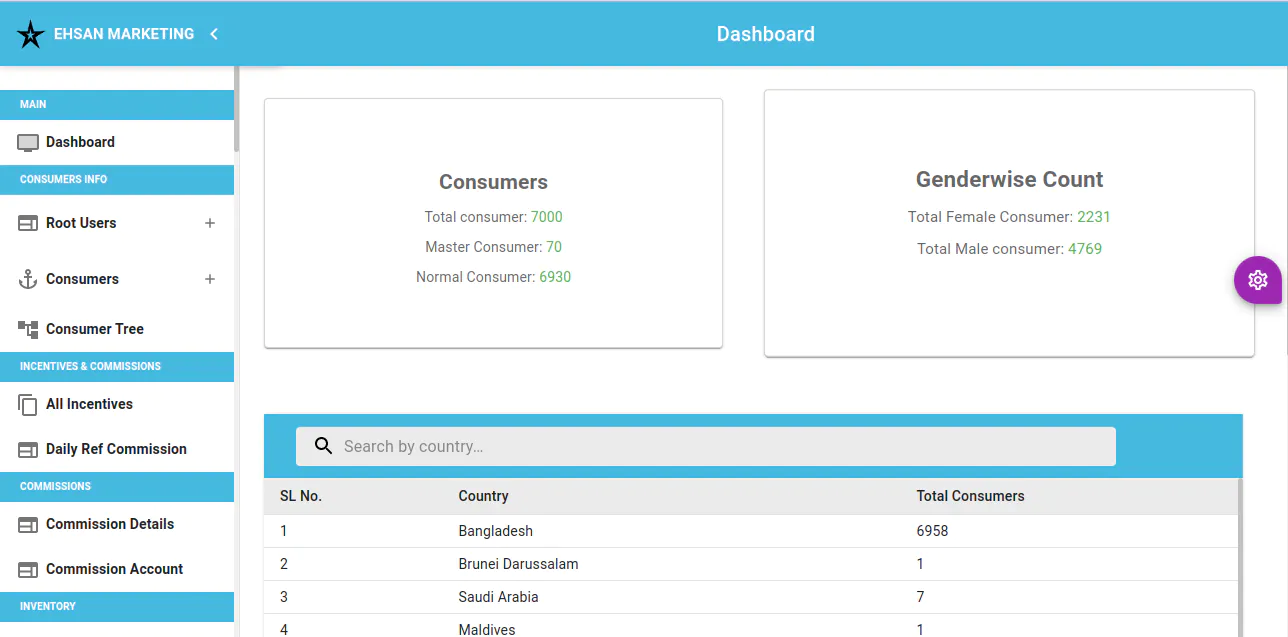 EHSAN MARKETING
Dashboard
MAIN
Dashboard
CONSUMERS INFO
Root Users
Consumers
Consumer Tree
INCENTIVES & COMMISSIONS
All Incentives
Daily Ref Commission
COMMISSIONS
Commission Details
Commission Account
INVENTORY
Consumers
Total consumer: 7000
Master Consumer: 70
Normal Consumer: 6930
Genderwise Count
Total Female Consumer: 2231
Total Male consumer: 4769
Search by country...
SL No. Country Total Consumers
1 Bangladesh 6958
2 Brunei Darussalam 1
3 Saudi Arabia 7
4 Maldives 1